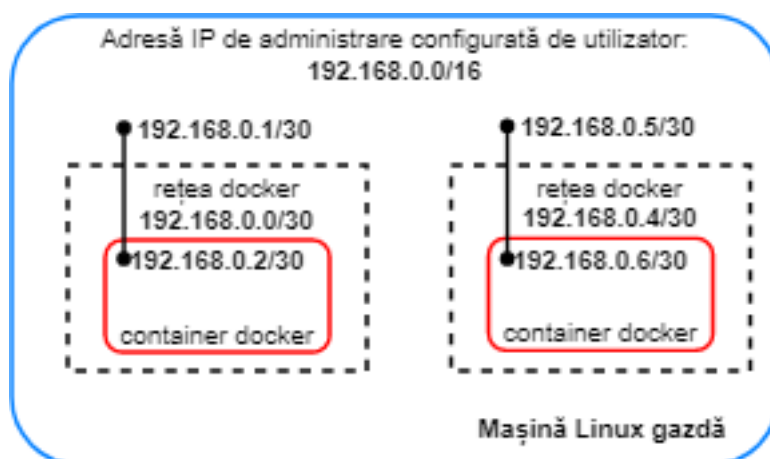 Adresă IP de administrare configurată de utilizator:
192.168.0.0/16
192.168.0.1/30
rețea docker
192.168.0.0/30
192.168.0.2/30
container docker
192.168.0.5/30
rețea docker
192.168.0.4/30
192.168.0.6/30
container docker
Mașină Linux gazdă